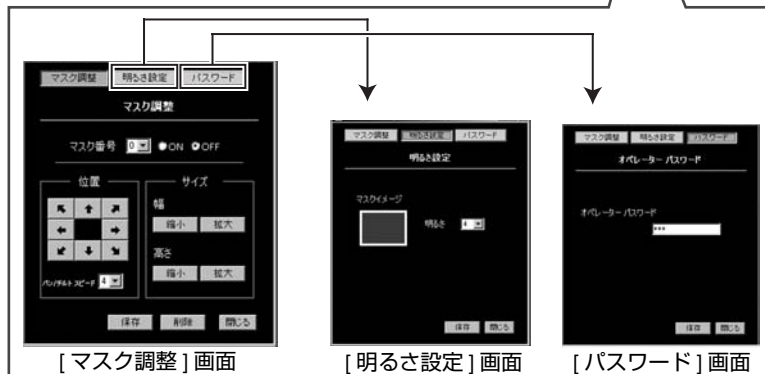 マスク調整 明るさ設定 パスワード
マスク調整
マスク番号 0 ON OFF
位置
サイズ
幅
縮小 拡大
高さ
縮小 拡大
パン/チルト スピード 4
保存 削除 閉じる
[マスク調整]画面
マスク調整 明るさ設定 パスワード
明るさ設定
マスクイメージ
明るさ 4
保存 閉じる
[明るさ設定]画面
マスク調整 明るさ設定 パスワード
オペレーター パスワード
オペレーター パスワード
***
保存 閉じる
[パスワード]画面